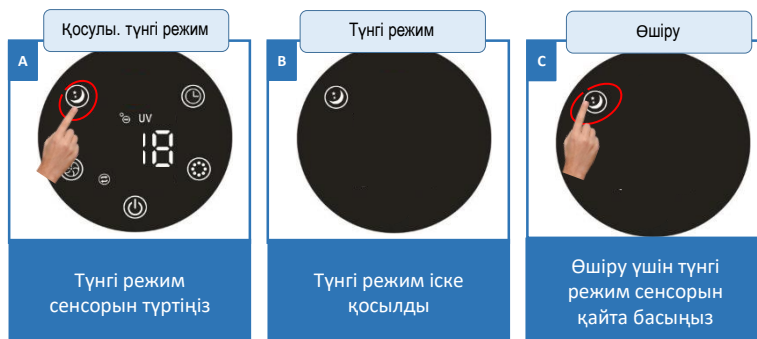 Қосулы. түнгі режим
A
UV
18
Түнгі режим
сенсорын түртіңіз
Түнгі режим
B
Түнгі режим іске
қосылды
Өшіру
C
Өшіру үшін түнгі
режим сенсорын
қайта басыңыз